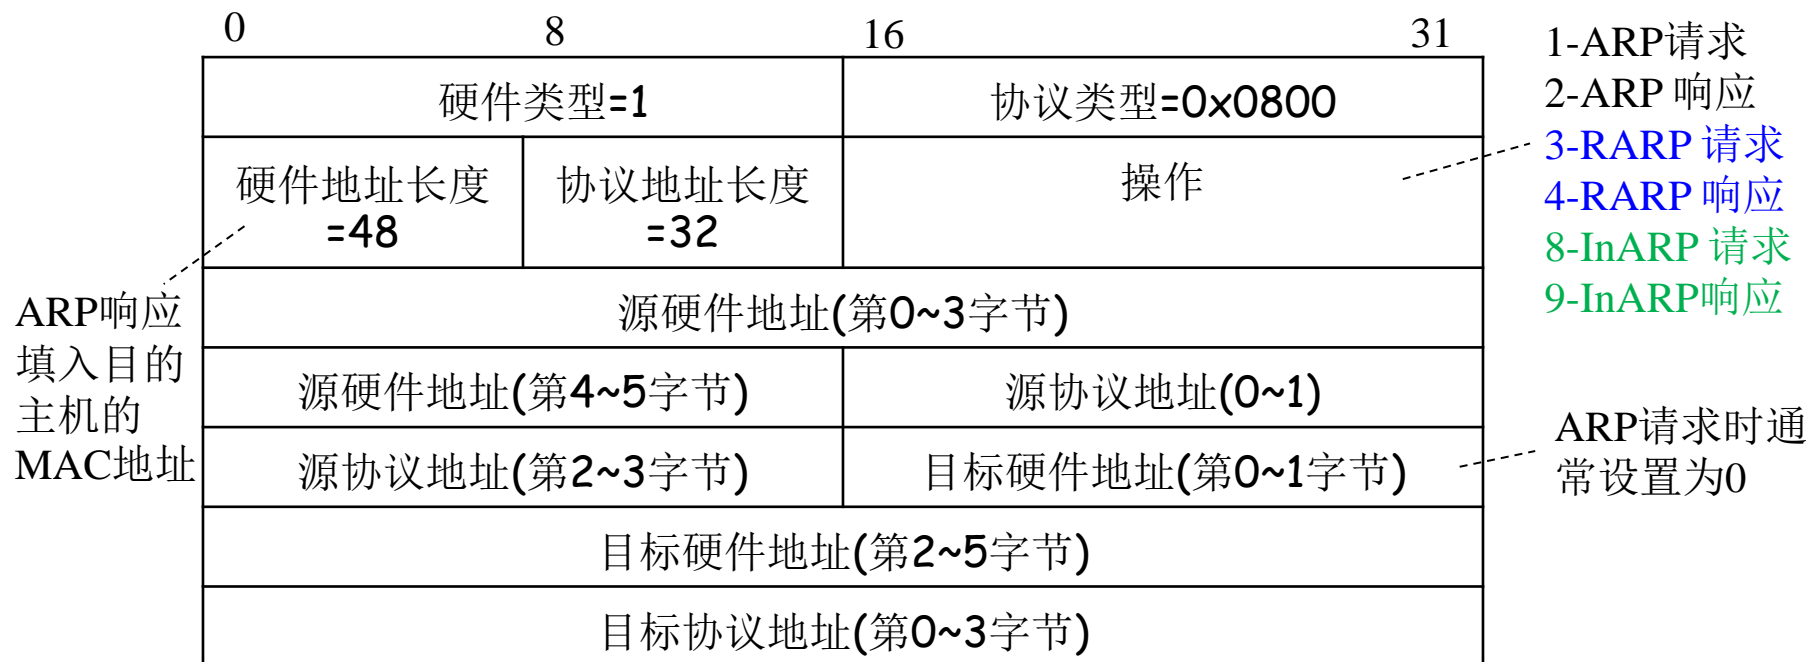 0 8 16 31
硬件类型=1 协议类型=0x0800
硬件地址长度
=48
协议地址长度
=32
操作
源硬件地址(第0~3字节)
源硬件地址(第4~5字节) 源协议地址(0~1)
源协议地址(第2~3字节) 目标硬件地址(第0~1字节)
目标硬件地址(第2~5字节)
目标协议地址(第0~3字节)
1-ARP请求
2-ARP 响应
3-RARP 请求
4-RARP 响应
8-InARP 请求
9-InARP响应
ARP响应
填入目的
主机的
MAC地址
ARP请求时通
常设置为0